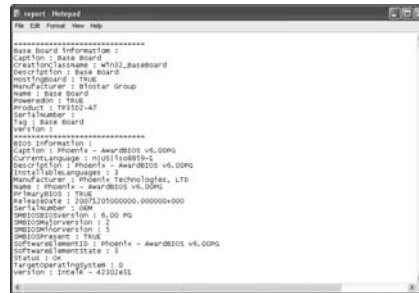 report - Notepad
File Edit Format View Help
==============================
Base Board information :
Caption : Base Board
CreationClassName : Win32_BaseBoard
Description : Base Board
HostingBoard : TRUE
Manufacturer : Biostar Group
Name : Base Board
PoweredOn : TRUE
Product : TP35D2-A7
SerialNumber :
Tag : Base Board
Version :
==============================
BIOS Information :
Caption : Phoenix - AwardBIOS v6.00PG
CurrentLanguage : n|US|iso8859-1
Description : Phoenix - AwardBIOS v6.00PG
InstallableLanguages : 3
Manufacturer : Phoenix Technologies, LTD
Name : Phoenix - AwardBIOS v6.00PG
PrimaryBIOS : TRUE
ReleaseDate : 20071205000000.000000+000
SerialNumber : OEM
SMBIOSBIOSVersion : 6.00 PG
SMBIOSMajorVersion : 2
SMBIOSMinorVersion : 5
SMBIOSPresent : TRUE
SoftwareElementID : Phoenix - AwardBIOS v6.00PG
SoftwareElementState : 3
Status : OK
TargetOperatingSystem : 0
Version : IntelR - 42302e31